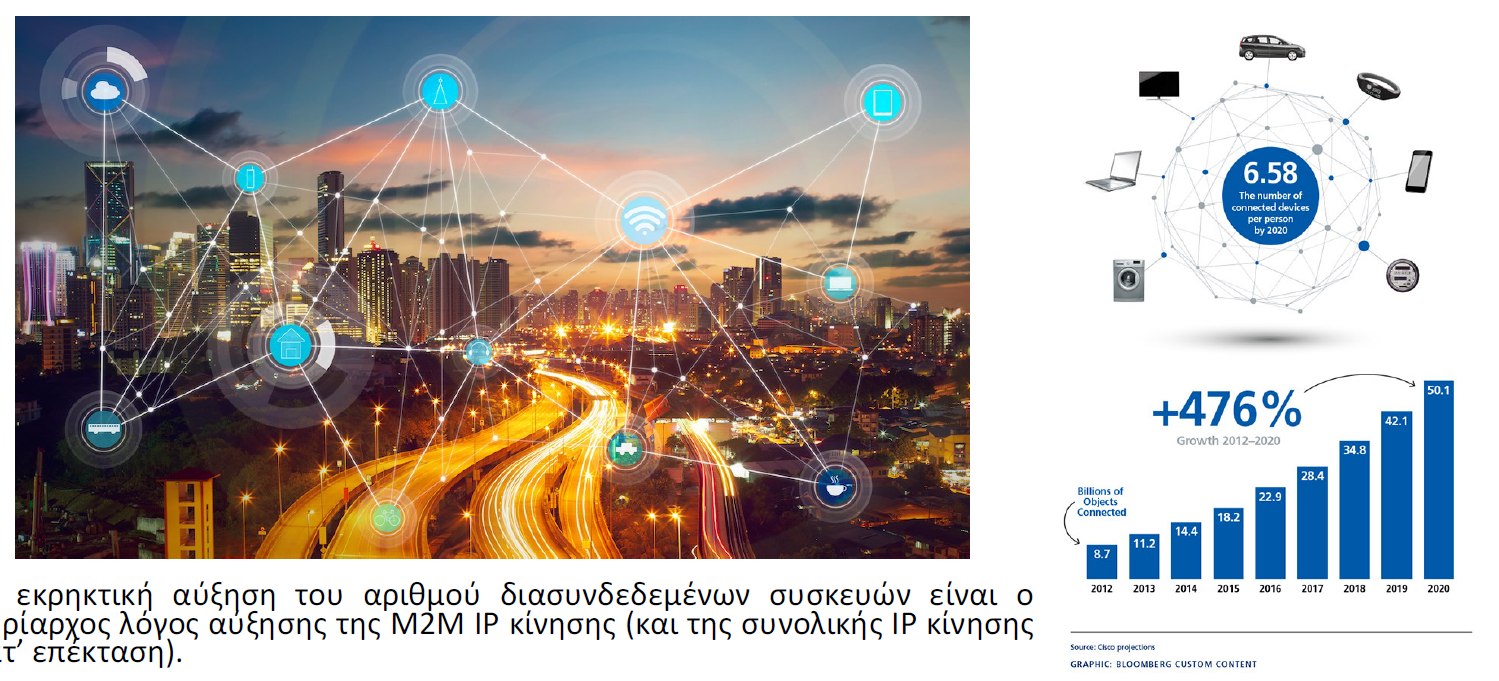 εκρηκτική αύξηση του αριθμού διασυνδεδεμένων συσκευών είναι ο
ρίαρχος λόγος αύξησης της M2M IP κίνησης (και της συνολικής IP κίνησης
τ’ επέκταση).
6.58
The number of
connected devices
per person
by 2020
+476%
Growth 2012–2020
Billions of
Objects
Connected
8.7
11.2
14.4
18.2
22.9
28.4
34.8
42.1
50.1
2012 2013 2014 2015 2016 2017 2018 2019 2020
Source: Cisco projections
GRAPHIC: BLOOMBERG CUSTOM CONTENT